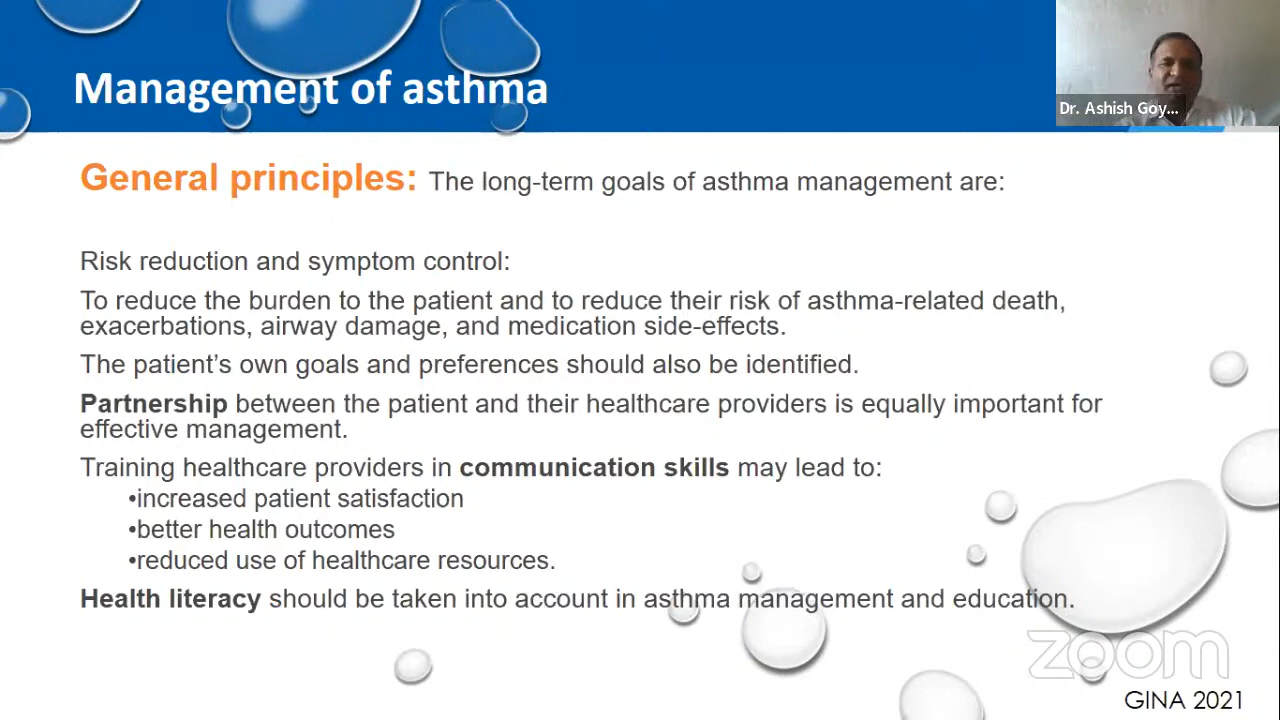 Management of asthma
Dr. Ashish Goy...
General principles: The long-term goals of asthma management are:
Risk reduction and symptom control:
To reduce the burden to the patient and to reduce their risk of asthma-related death,
exacerbations, airway damage, and medication side-effects.
The patient’s own goals and preferences should also be identified.
Partnership between the patient and their healthcare providers is equally important for
effective management.
Training healthcare providers in communication skills may lead to:
•increased patient satisfaction
•better health outcomes
•reduced use of healthcare resources.
Health literacy should be taken into account in asthma management and education.
zoom
GINA 2021